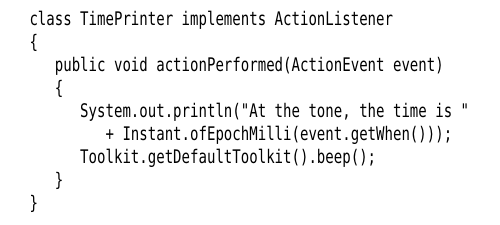 class TimePrinter implements ActionListener
{
   public void actionPerformed(ActionEvent event)
   {
      System.out.println("At the tone, the time is "
         + Instant.ofEpochMilli(event.getWhen()));
      Toolkit.getDefaultToolkit().beep();
   }
}